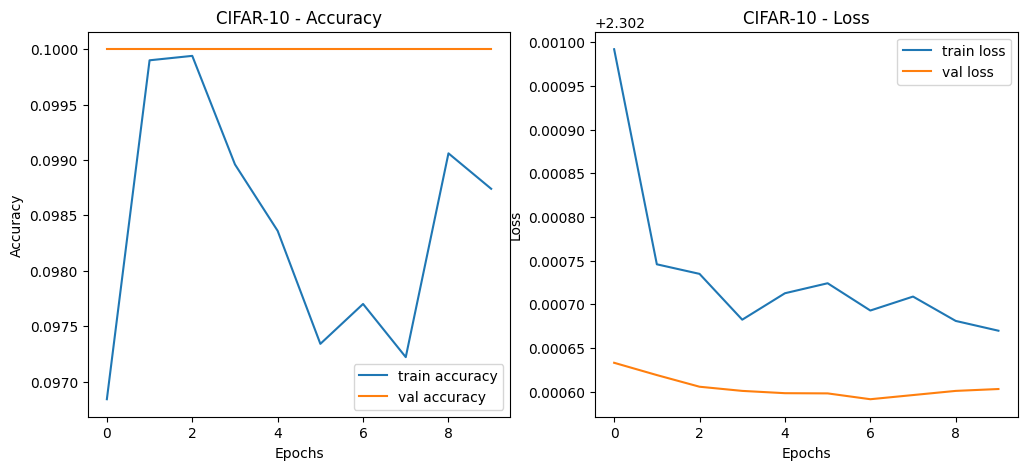 CIFAR-10 - Accuracy
0.1000
0.0995
0.0990
0.0985
0.0980
0.0975
0.0970
Accuracy
0 2 4 6 8
Epochs
train accuracy
val accuracy
CIFAR-10 - Loss
+2.302
0.00100
0.00095
0.00090
0.00085
0.00080
0.00075
0.00070
0.00065
0.00060
Loss
0 2 4 6 8
Epochs
train loss
val loss